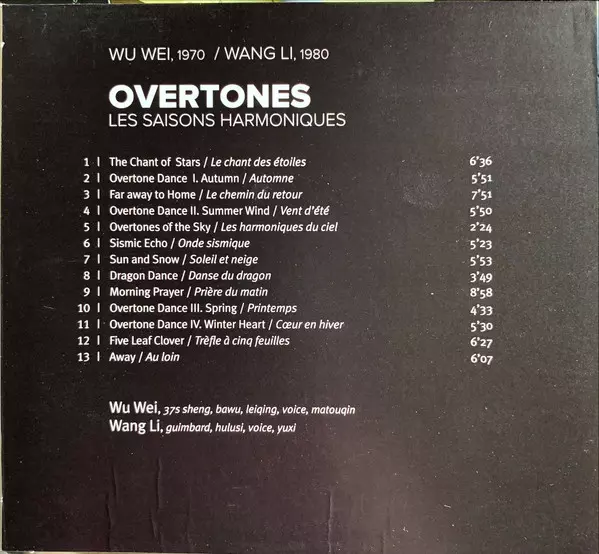 WU WEI, 1970 / WANG LI, 1980
OVERTONES
LES SAISONS HARMONIQUES
1 | The Chant of Stars / Le chant des étoiles 6'36
2 | Overtone Dance I. Autumn / Automne 5'51
3 | Far away to Home / Le chemin du retour 7'51
4 | Overtone Dance II. Summer Wind / Vent d'été 5'50
5 | Overtones of the Sky / Les harmoniques du ciel 2'24
6 | Sismic Echo / Onde sismique 5'23
7 | Sun and Snow / Soleil et neige 5'53
8 | Dragon Dance / Danse du dragon 3'49
9 | Morning Prayer / Prière du matin 8'58
10 | Overtone Dance III. Spring / Printemps 4'33
11 | Overtone Dance IV. Winter Heart / Cœur en hiver 5'30
12 | Five Leaf Clover / Trèfle à cinq feuilles 6'27
13 | Away / Au loin 6'07
Wu Wei, 37s sheng, bawu, leiqing, voice, matouqin
Wang Li, guimbard, hulusi, voice, yuxi